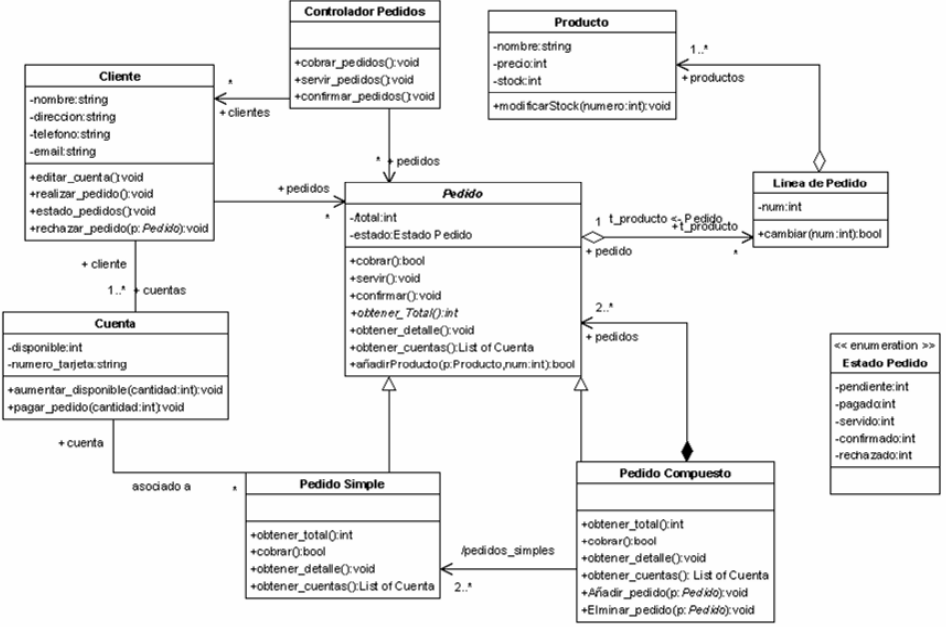 Controlador Pedidos
+cobrar_pedidos():void
+servir_pedidos():void
+confirmar_pedidos():void
Producto
-nombre:string
-precio:int
-stock:int
+modificarStock(numero:int):void
1..*
+ productos
Cliente
-nombre:string
-direccion:string
-telefono:string
-email:string
+editar_cuenta():void
+realizar_pedido():void
+estado_pedidos():void
+rechazar_pedido(p: Pedido):void
*
+ clientes
* + pedidos
+ pedidos
*
Pedido
-/total:int
-estado:Estado Pedido
+cobrar():bool
+servir():void
+confirmar():void
+obtener_Total():int
+obtener_detalle():void
+obtener_cuentas():List of Cuenta
+añadirProducto(p:Producto,num:int):bool
1 t_producto <- Pedido
+t_producto
+ pedido
*
Linea de Pedido
-num:int
+cambiar(num:int):bool
+ cliente
1..* + cuentas
Cuenta
-disponible:int
-numero_tarjeta:string
+aumentar_disponible(cantidad:int):void
+pagar_pedido(cantidad:int):void
2..*
+ pedidos
<< enumeration >>
Estado Pedido
-pendiente:int
-pagado:int
-servido:int
-confirmado:int
-rechazado:int
+ cuenta
asociado a
*
Pedido Simple
+obtener_total():int
+cobrar():bool
+obtener_detalle():void
+obtener_cuentas():List of Cuenta
/pedidos_simples
2..*
Pedido Compuesto
+obtener_total():int
+cobrar():bool
+obtener_detalle():void
+obtener_cuentas(): List of Cuenta
+Añadir_pedido(p: Pedido):void
+Elminar_pedido(p: Pedido):void